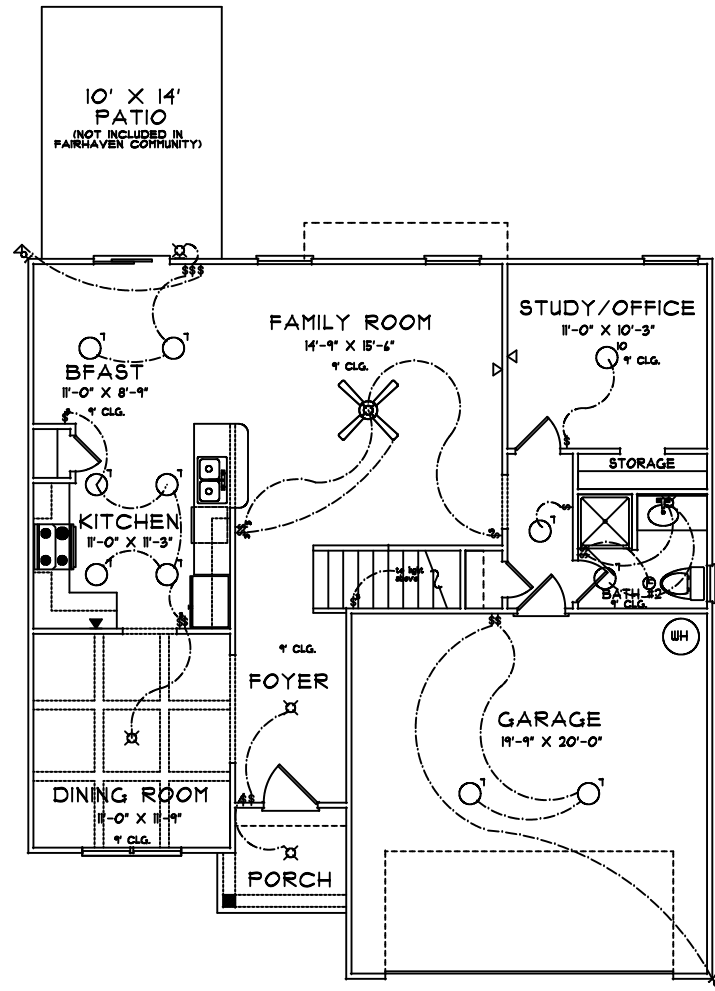 10' X 14'
PATIO
(NOT INCLUDED IN
FAIRHAVEN COMMUNITY)
$$$
FAMILY ROOM
14'-9" X 15'-6"
9' CLG.
STUDY/OFFICE
11'-0" X 10'-3"
10
9' CLG.
BFAST
11'-0" X 8'-9"
9' CLG.
STORAGE
KITCHEN
11'-0" X 11'-3"
to light
above
BATH #2
9' CLG.
$$
$$
WH
9' CLG.
FOYER
GARAGE
19'-9" X 20'-0"
DINING ROOM
11'-0" X 11'-9"
9' CLG.
$$
PORCH